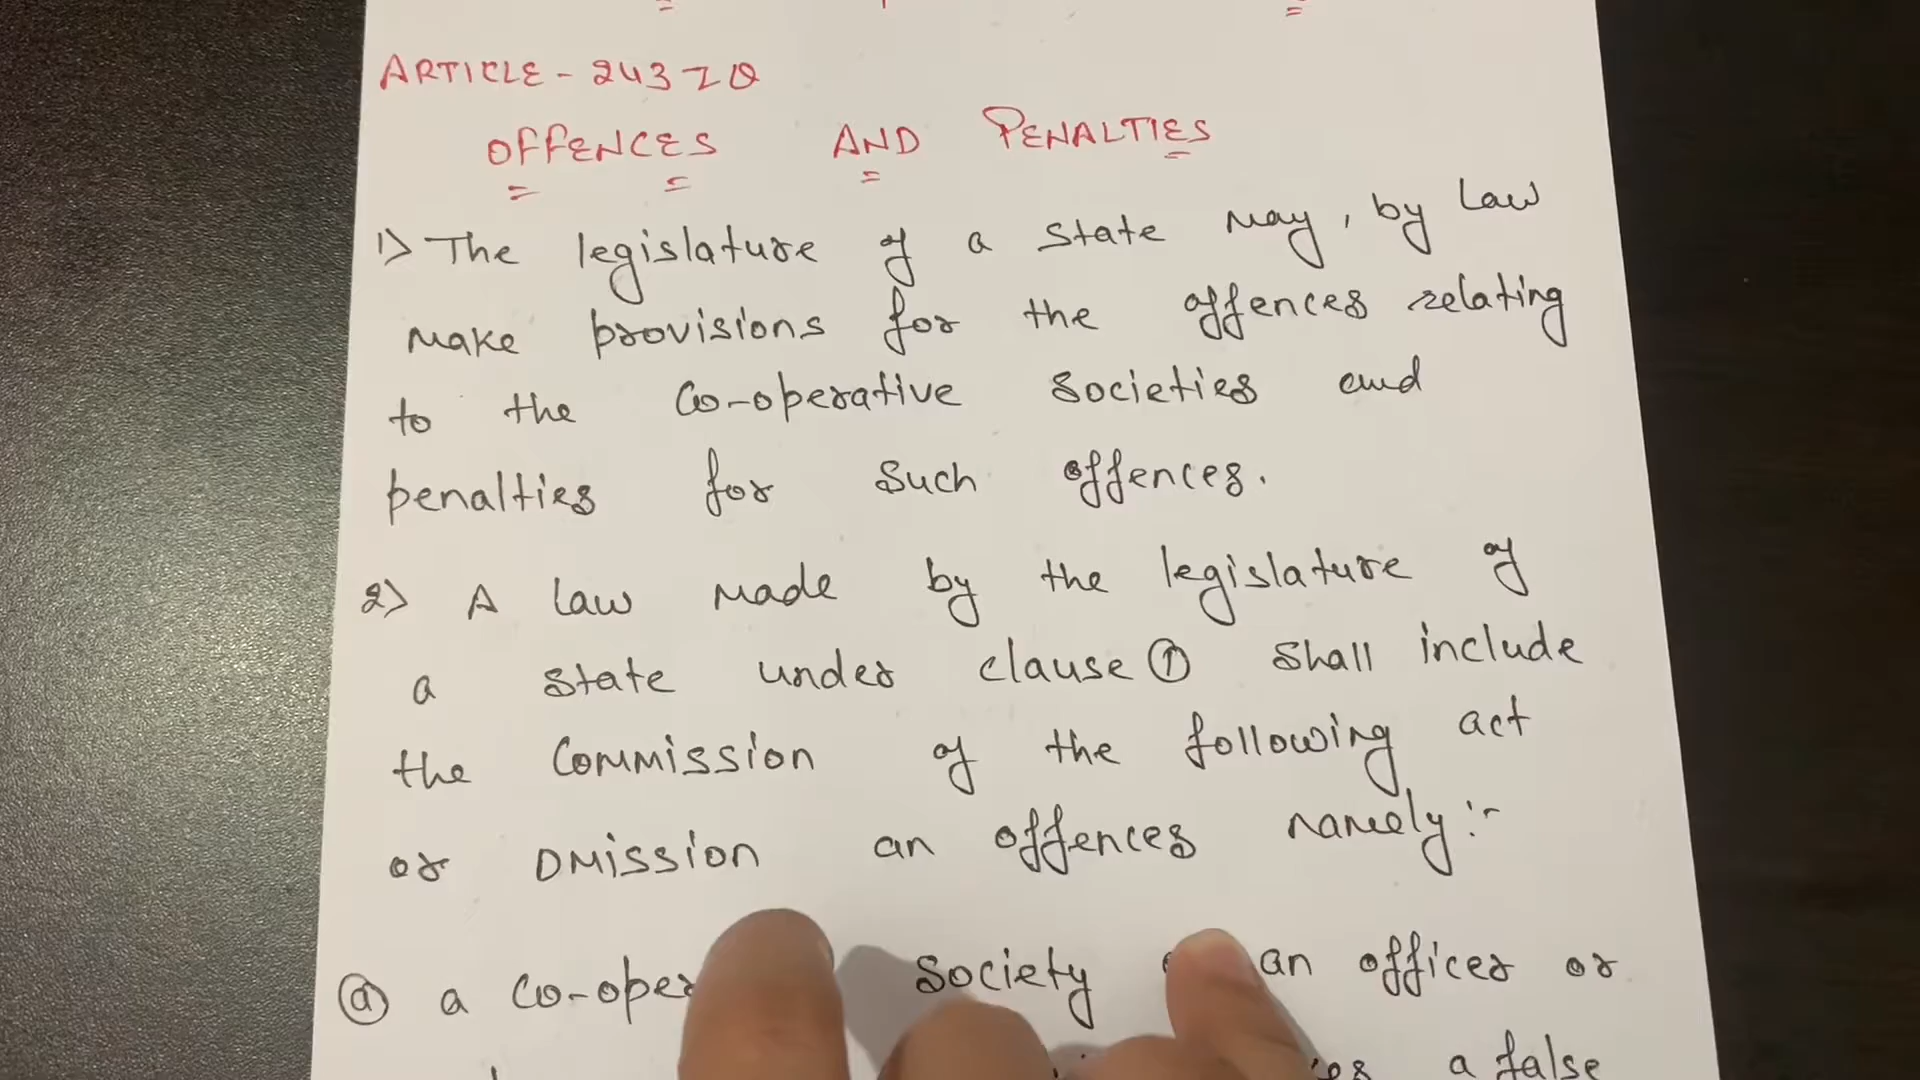 ARTICLE - 243 ZQ
OFFENCES AND PENALTIES
1) The legislature of a state may, by law
make provisions for the offences relating
to the co-operative societies and
penalties for such offences.
2) A law made by the legislature of
a state under clause ① shall include
the commission of the following act
or omission an offences namely:-
ⓐ a co-oper society an officer or
a false